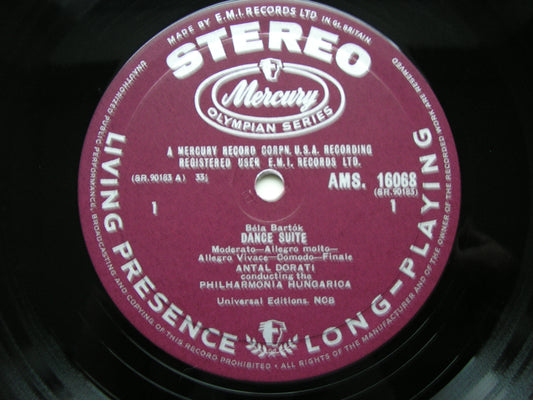 MADE BY E.M.I. RECORDS LTD. IN GT. BRITAIN.
STEREO
Mercury
OLYMPIAN SERIES
A MERCURY RECORD CORPN. U.S.A. RECORDING
REGISTERED USER E.M.I. RECORDS LTD.
(SR.90183 A) 33⅓ AMS. 16068
(SR.90183)
1 1
Béla Bartók
DANCE SUITE
Moderato—Allegro molto—
Allegro Vivace—Comodo—Finale
ANTAL DORATI
conducting the
PHILHARMONIA HUNGARICA
Universal Editions. NCB
LIVING PRESENCE LONG-PLAYING
UNAUTHORIZED PUBLIC PERFORMANCE, BROADCASTING AND COPYING OF THIS RECORD PROHIBITED • ALL RIGHTS OF THE MANUFACTURER AND OF THE OWNER OF THE RECORDED WORK ARE RESERVED